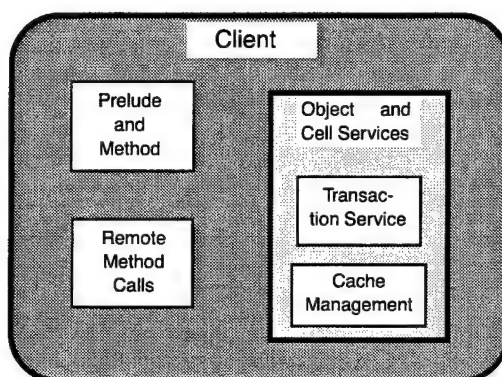 Client
Prelude
and
Method
Remote
Method
Calls
Object and
Cell Services
Transac-
tion Service
Cache
Management